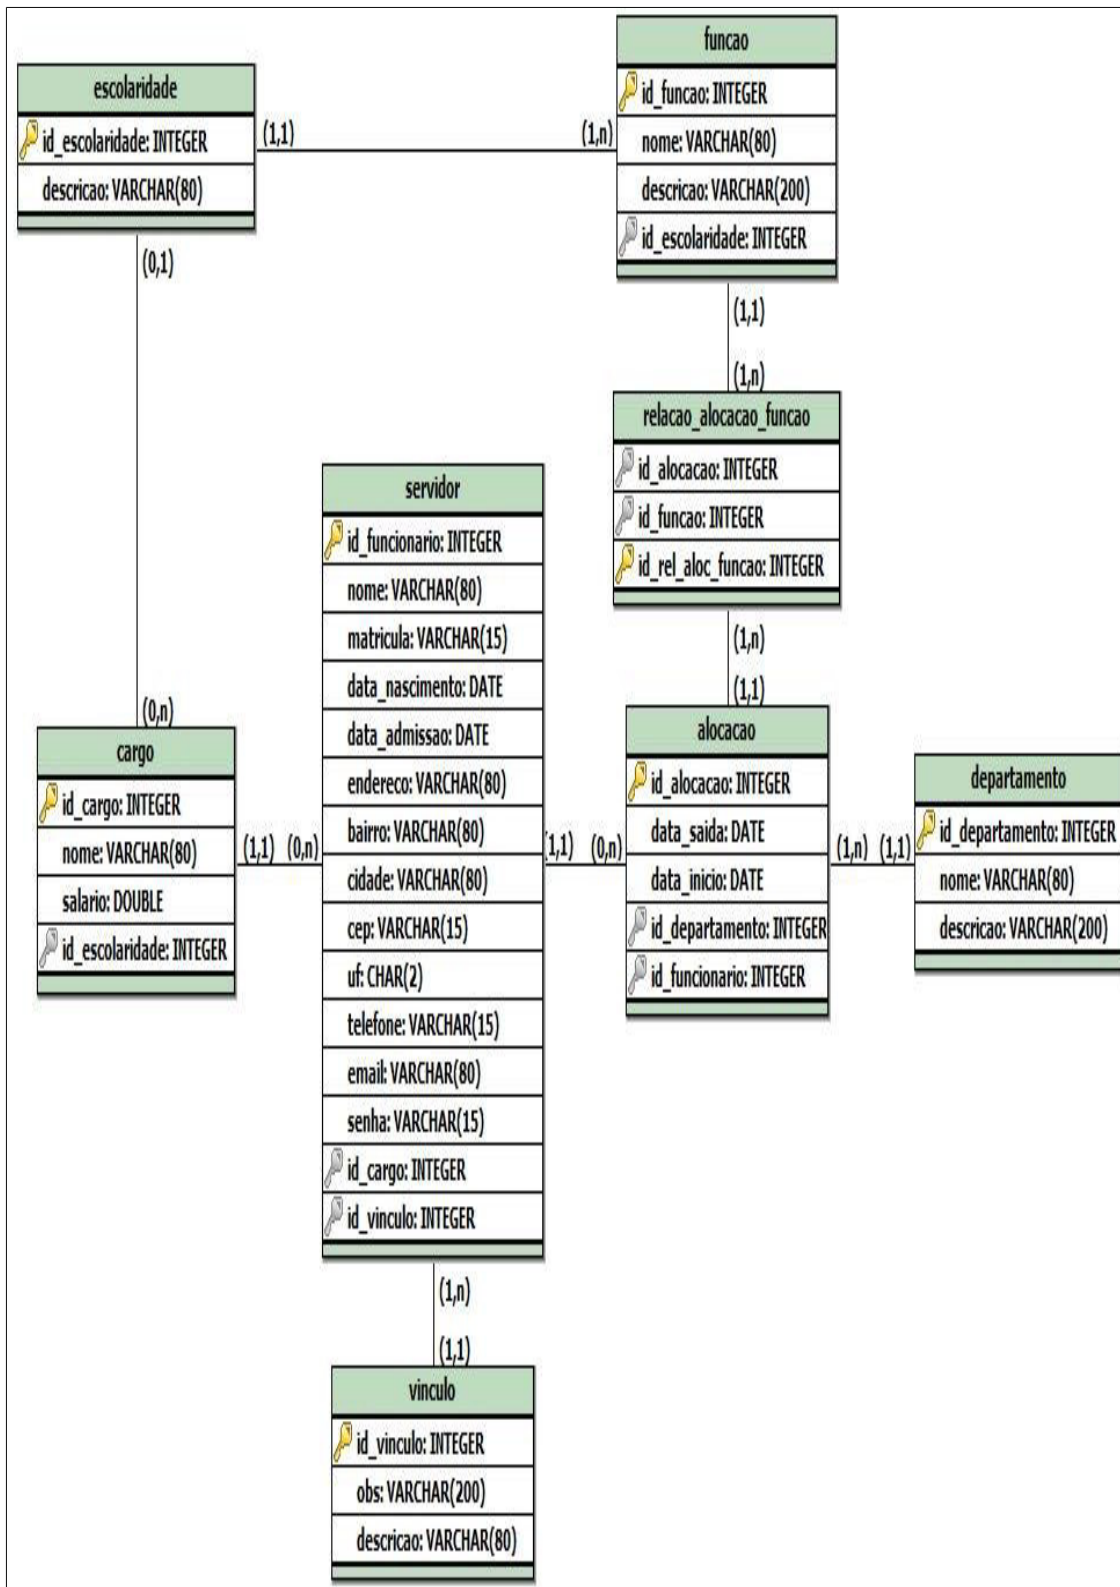 funcao
id_funcao: INTEGER
nome: VARCHAR(80)
descricao: VARCHAR(200)
id_escolaridade: INTEGER
escolaridade
id_escolaridade: INTEGER
descricao: VARCHAR(80)
(1,1)
(1,n)
(0,1)
(1,1)
(1,n)
relacao_alocacao_funcao
id_alocacao: INTEGER
id_funcao: INTEGER
id_rel_aloc_funcao: INTEGER
(1,n)
(1,1)
servidor
id_funcionario: INTEGER
nome: VARCHAR(80)
matricula: VARCHAR(15)
data_nascimento: DATE
data_admissao: DATE
endereco: VARCHAR(80)
bairro: VARCHAR(80)
cidade: VARCHAR(80)
cep: VARCHAR(15)
uf: CHAR(2)
telefone: VARCHAR(15)
email: VARCHAR(80)
senha: VARCHAR(15)
id_cargo: INTEGER
id_vinculo: INTEGER
(0,n)
cargo
id_cargo: INTEGER
nome: VARCHAR(80)
salario: DOUBLE
id_escolaridade: INTEGER
(1,1) (0,n)
(1,1) (0,n)
alocacao
id_alocacao: INTEGER
data_saida: DATE
data_inicio: DATE
id_departamento: INTEGER
id_funcionário: INTEGER
(1,n) (1,1)
departamento
id_departamento: INTEGER
nome: VARCHAR(80)
descricao: VARCHAR(200)
(1,n)
(1,1)
vinculo
id_vinculo: INTEGER
obs: VARCHAR(200)
descricao: VARCHAR(80)